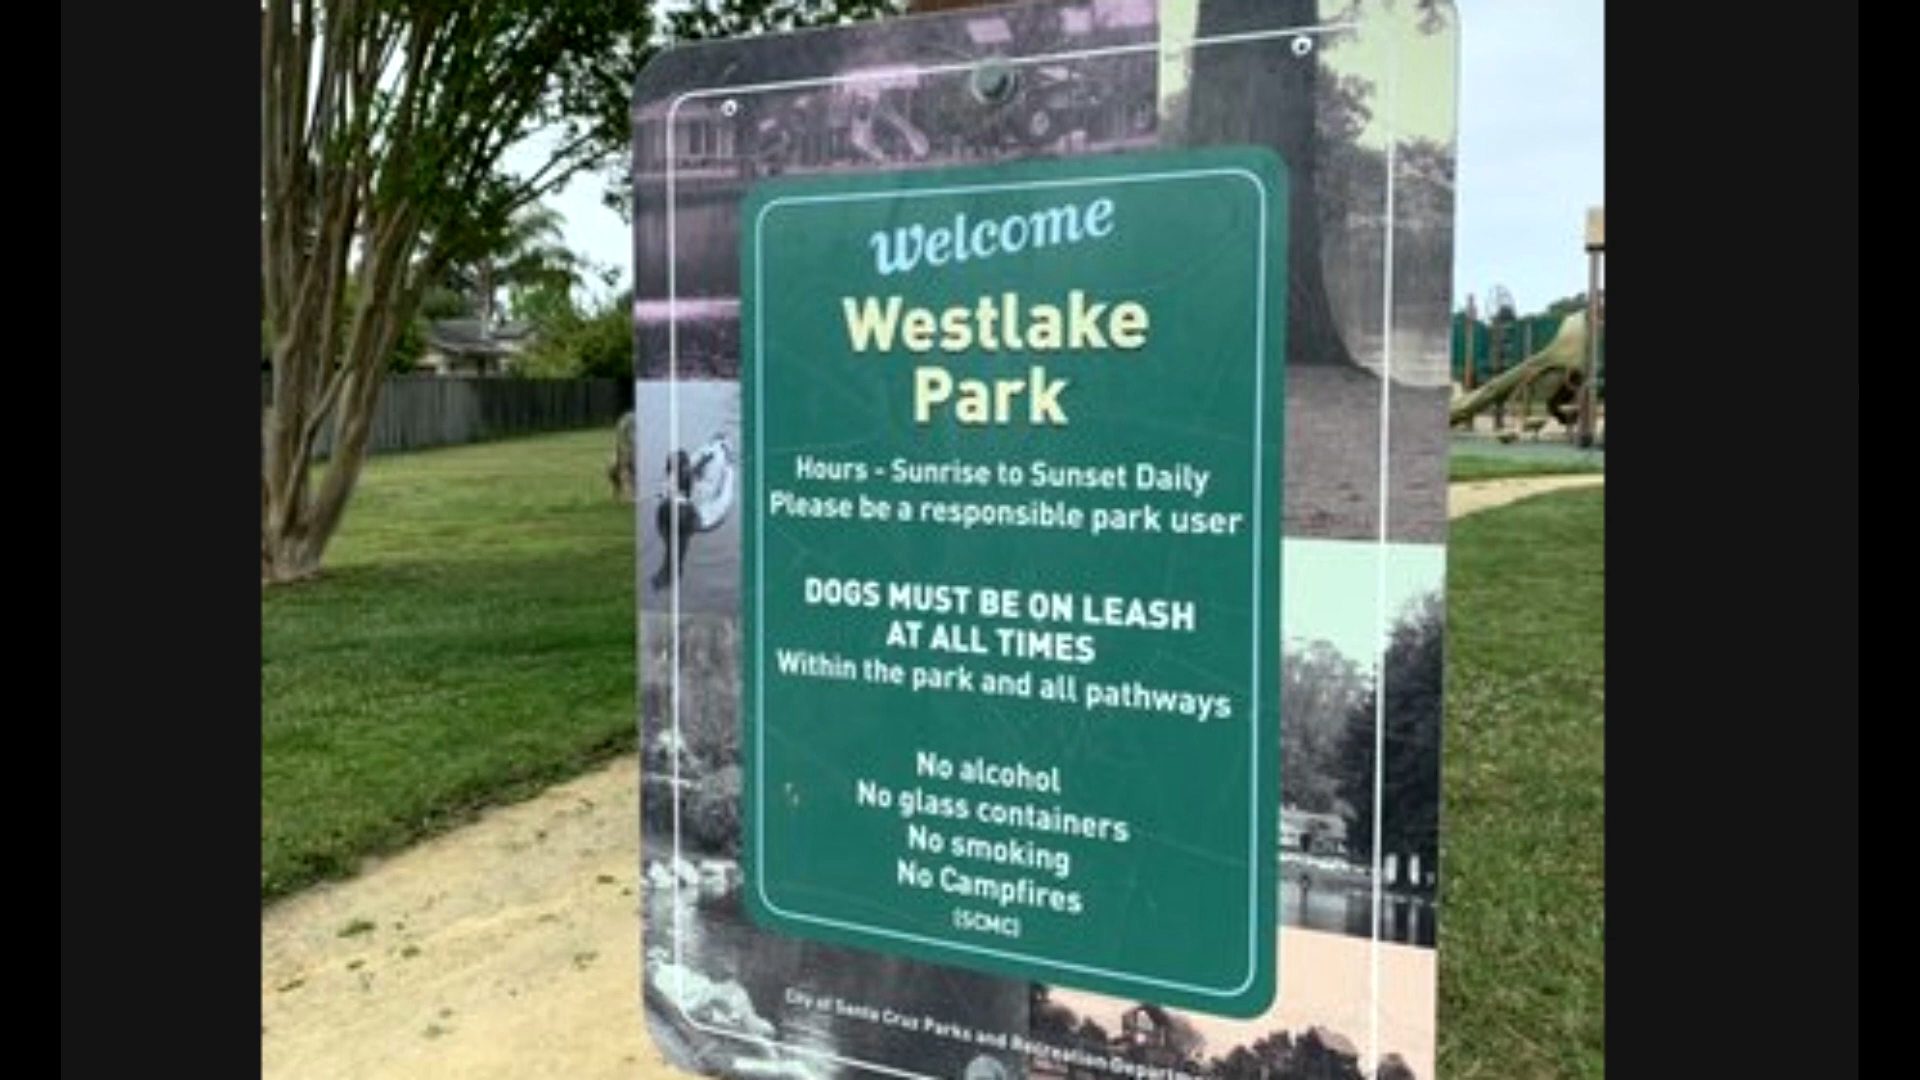 welcome
Westlake
Park
Hours - Sunrise to Sunset Daily
Please be a responsible park user
DOGS MUST BE ON LEASH
AT ALL TIMES
Within the park and all pathways
No alcohol
No glass containers
No smoking
No Campfires
(SCMC)
City of Santa Cruz Parks and Recreation